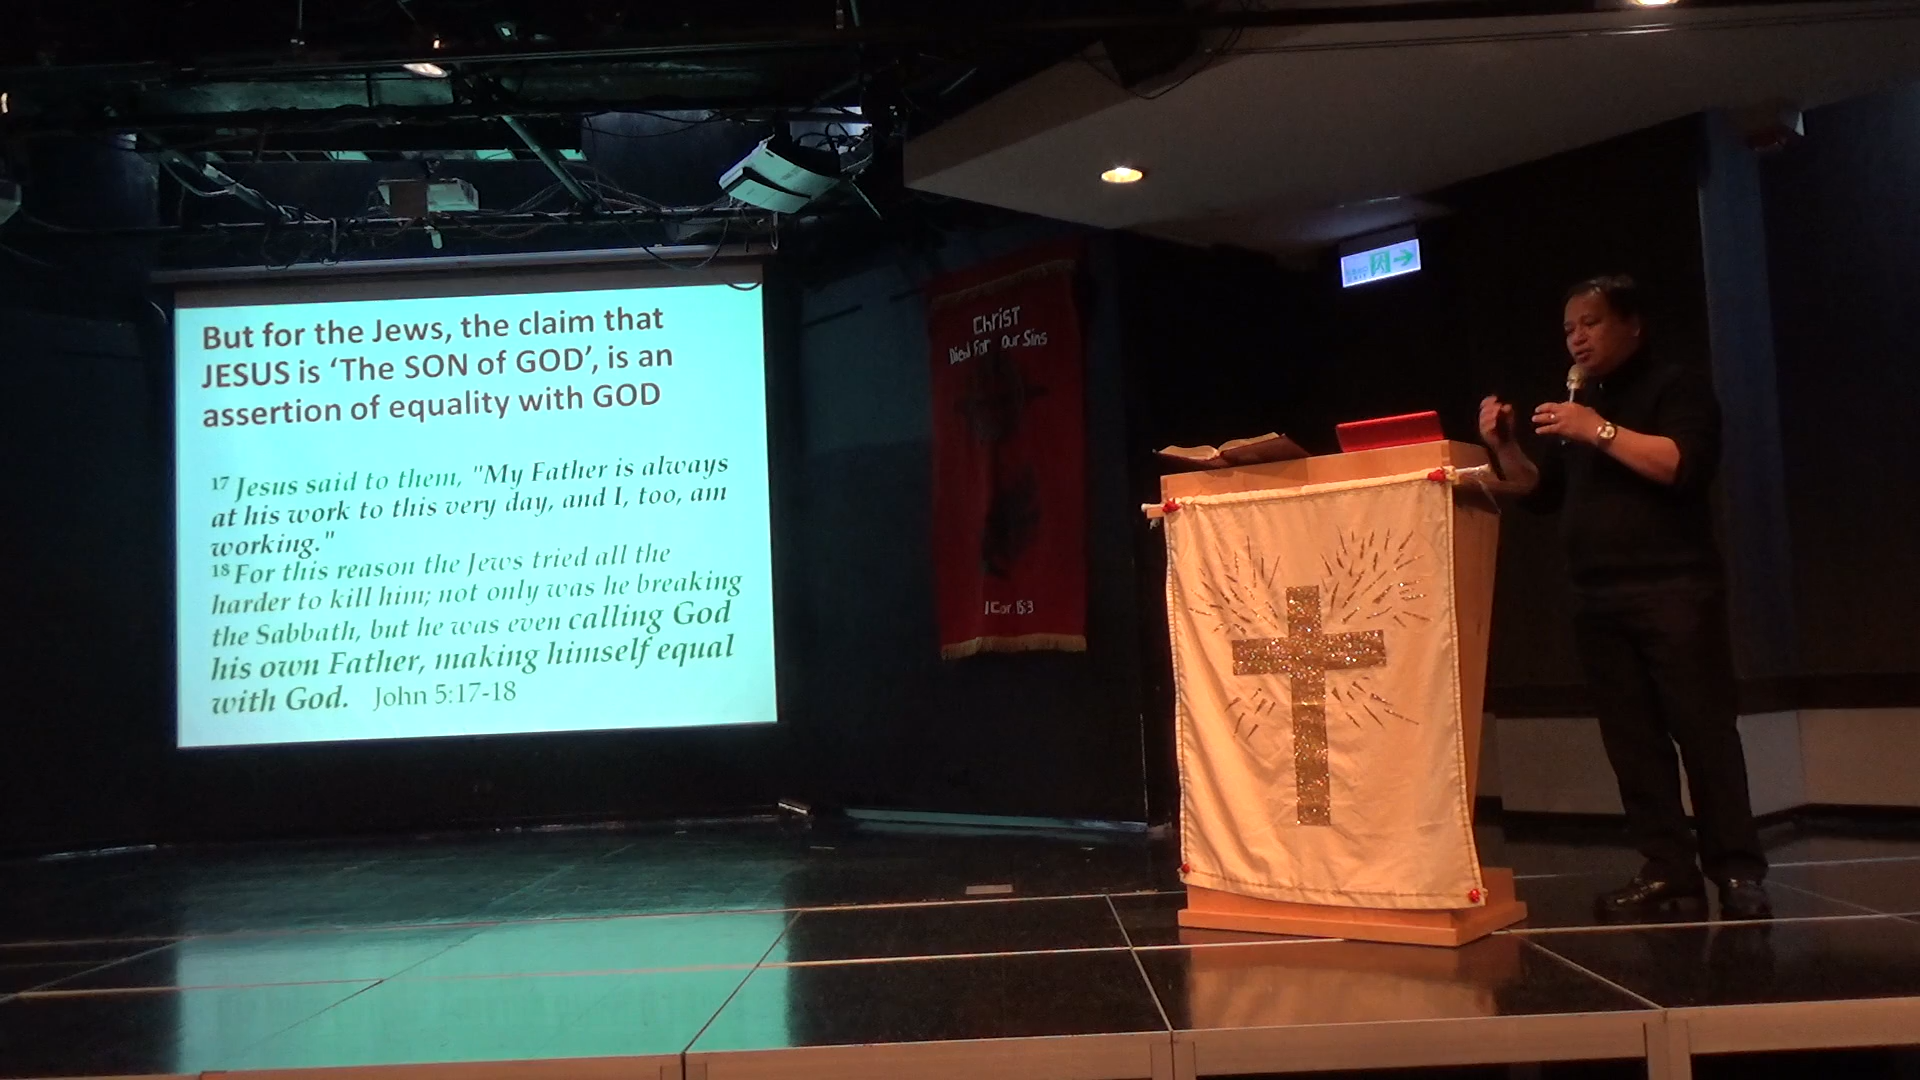 But for the Jews, the claim that
JESUS is ‘The SON of GOD’, is an
assertion of equality with GOD
17 Jesus said to them, "My Father is always
at his work to this very day, and I, too, am
working."
18 For this reason the Jews tried all the
harder to kill him; not only was he breaking
the Sabbath, but he was even calling God
his own Father, making himself equal
with God. John 5:17-18
Christ
Died For our Sins
1 Cor. 15:3